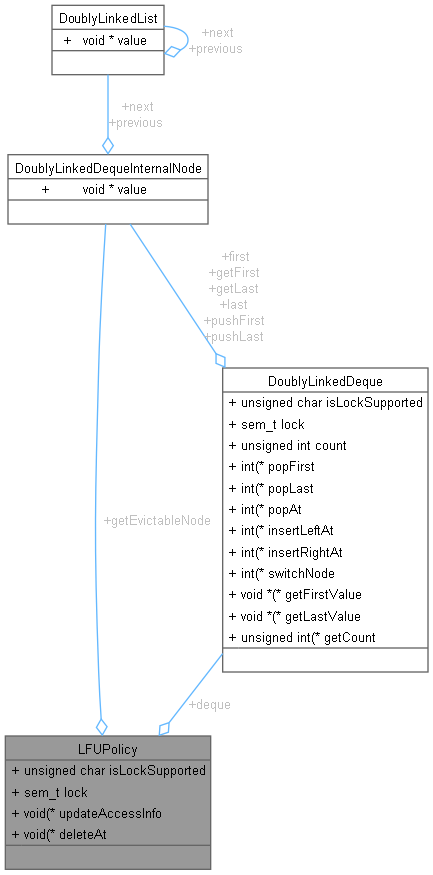 DoublyLinkedList
+ void * value
+next
+previous
+next
+previous
DoublyLinkedDequeInternalNode
+ void * value
+first
+getFirst
+getLast
+last
+pushFirst
+pushLast
DoublyLinkedDeque
+ unsigned char isLockSupported
+ sem_t lock
+ unsigned int count
+ int(* popFirst
+ int(* popLast
+ int(* popAt
+ int(* insertLeftAt
+ int(* insertRightAt
+ int(* switchNode
+ void *(* getFirstValue
+ void *(* getLastValue
+ unsigned int(* getCount
+getEvictableNode
+deque
LFUPolicy
+ unsigned char isLockSupported
+ sem_t lock
+ void(* updateAccessInfo
+ void(* deleteAt